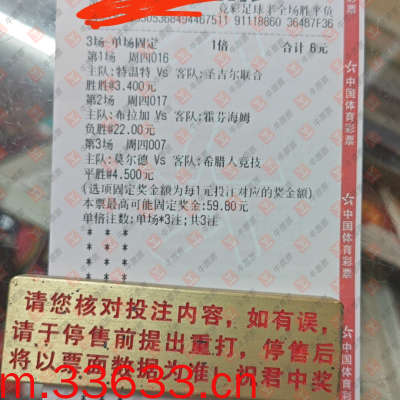 竞彩足球半全场胜平负
91118860 36487F36
3场-单场固定 1倍 合计 6元
第1场 周四016
主队:特温特 Vs 客队:圣吉尔联合
胜胜#3.400元
第2场 周四017
主队:布拉加 Vs 客队:霍芬海姆
负胜#22.00元
第3场 周四007
主队:莫尔德 Vs 客队:希腊人竞技
平胜#4.500元
(选项固定奖金额为每1元投注对应的奖金额)
本票最高可能固定奖金:59.80元
单倍注数:单场*3注;共3注
* * *
* * *
* * *
* * *
中国体育彩票
中国体育彩票
中国体育彩票
请您核对投注内容，如有误，
请于停售前提出重打，停售后
将以票面数据为准！祝君中奖
m.33633.cn